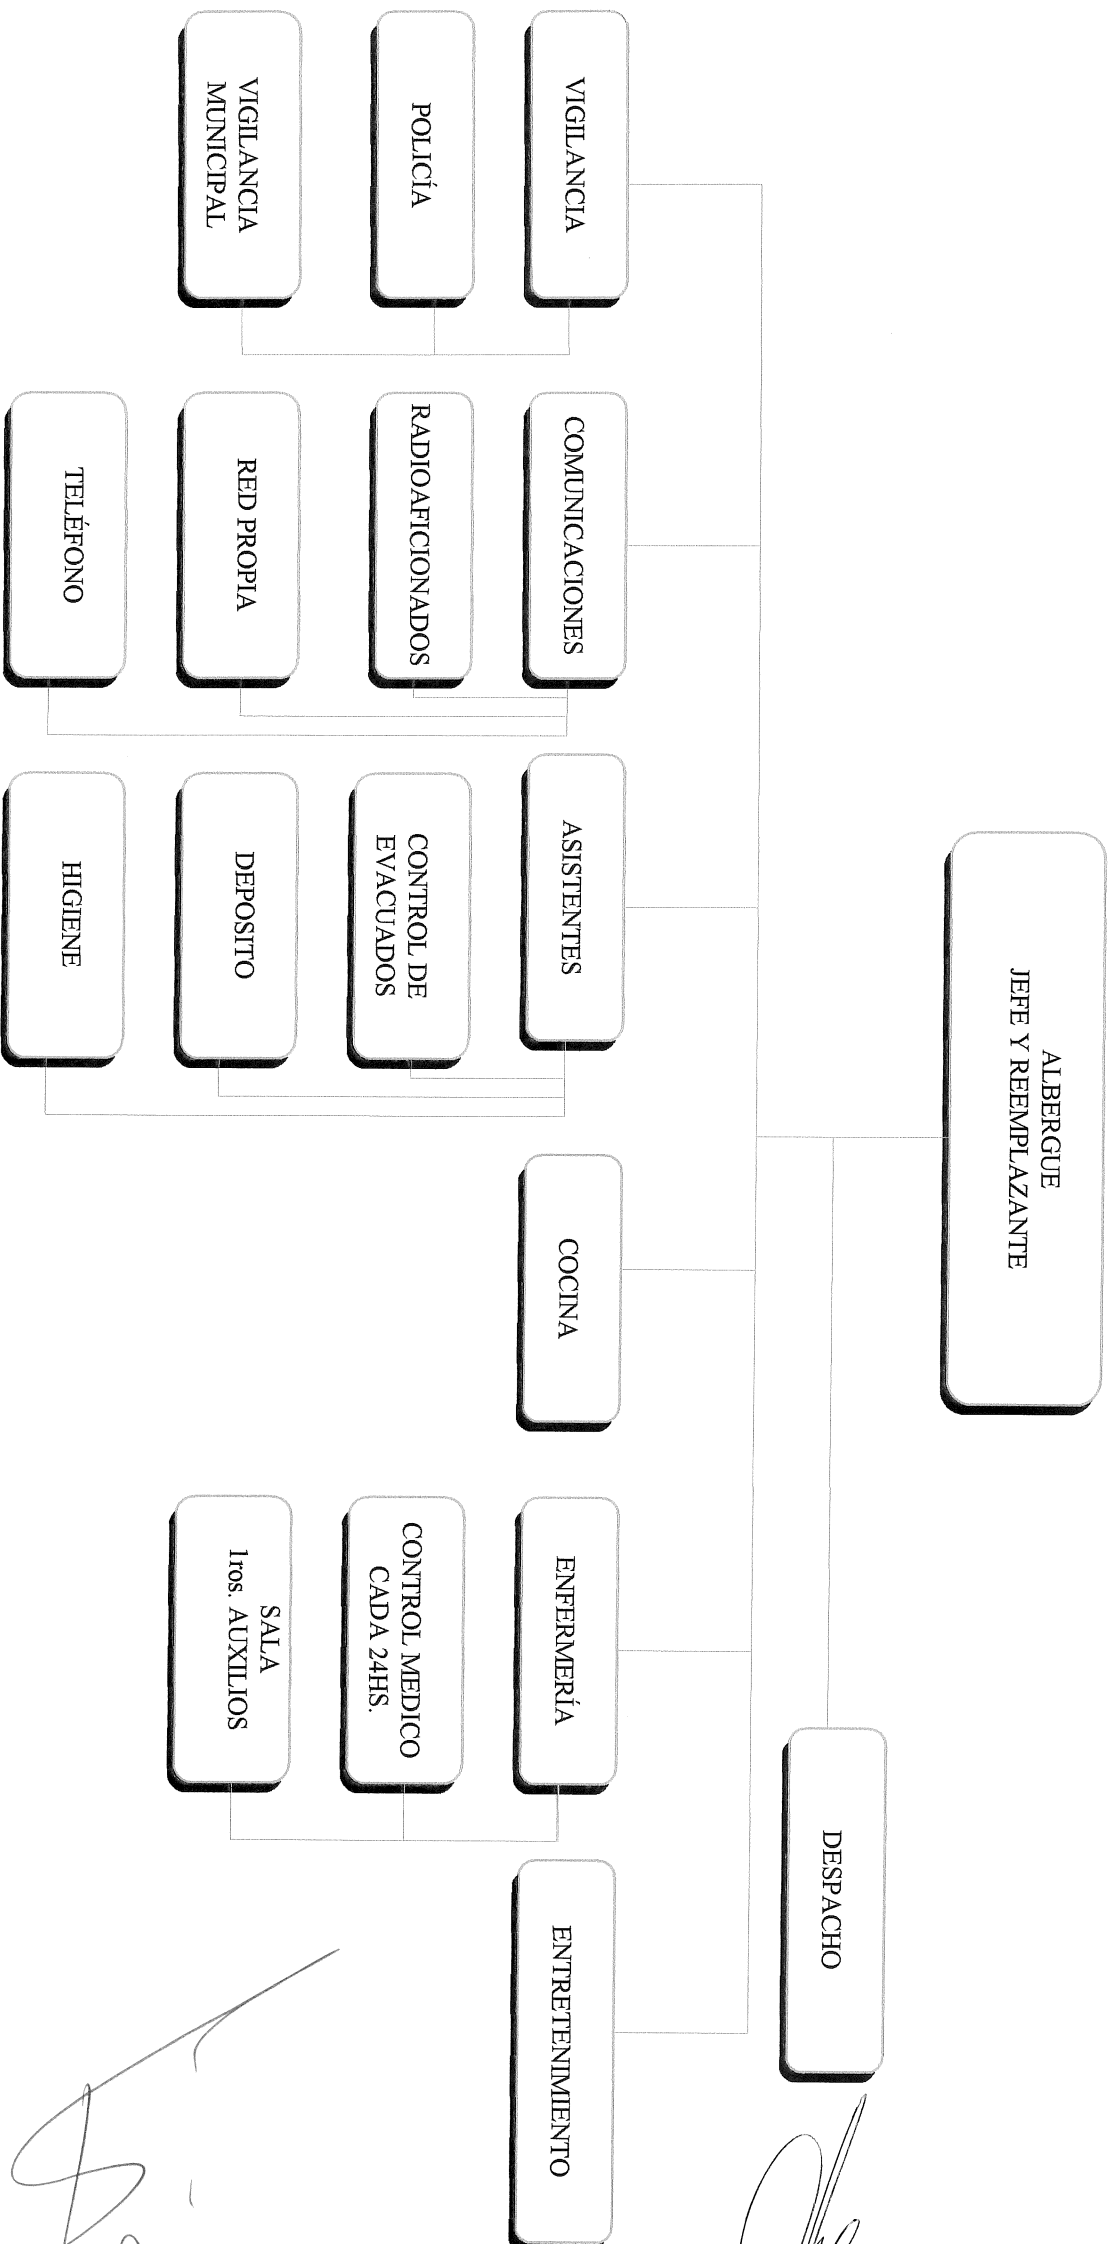 ALBERGUE
JEFE Y REEMPLAZANTE
DESPACHO
VIGILANCIA
POLICÍA
VIGILANCIA
MUNICIPAL
COMUNICACIONES
RADIOAFICIONADOS
RED PROPIA
TELÉFONO
ASISTENTES
CONTROL DE
EVACUADOS
DEPOSITO
HIGIENE
COCINA
ENFERMERÍA
CONTROL MEDICO
CADA 24HS.
SALA
1ros. AUXILIOS
ENTRETENIMIENTO